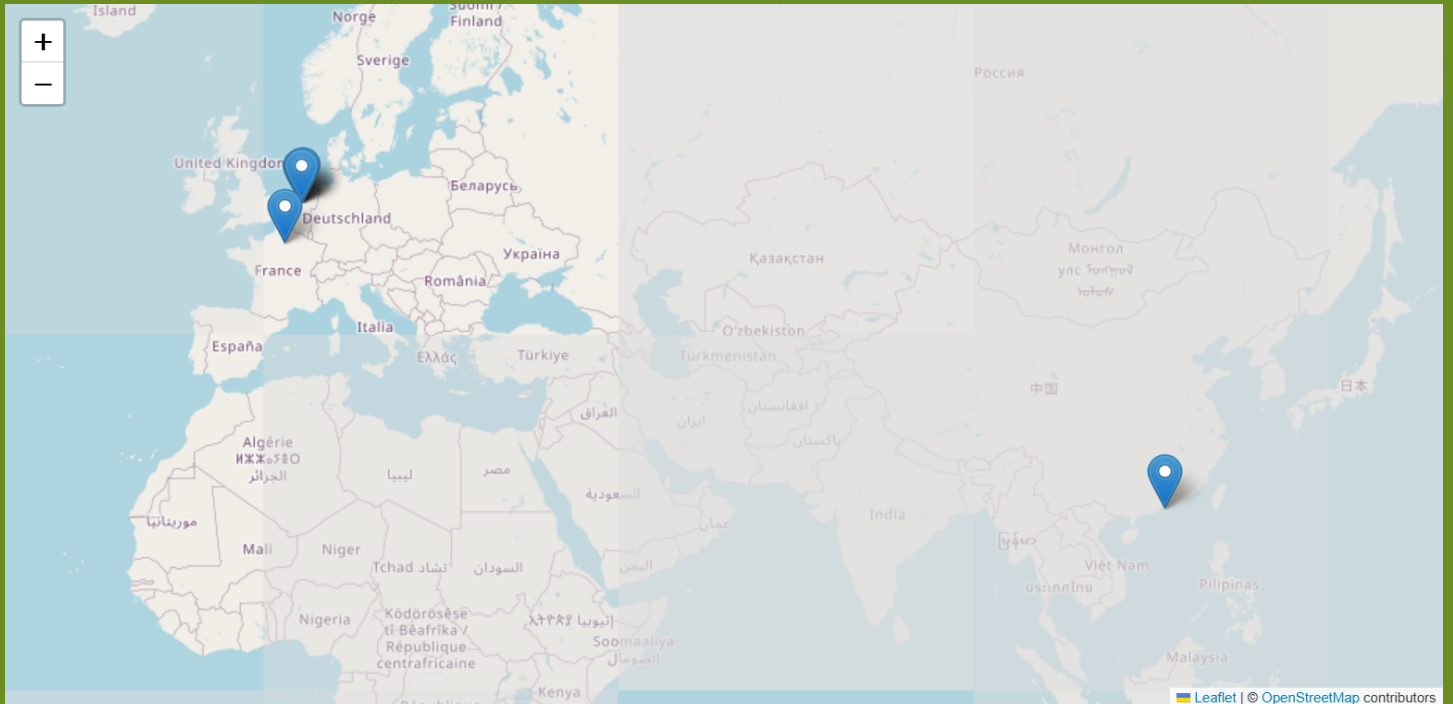 +
−
Island
Norge
Suomi /
Finland
Sverige
Россия
United Kingdom
Беларусь
Deutschland
Україна
France
România
Қазақстан
Монгол
Italia
O'zbekiston
España
Ελλάς
Türkiye
Türkmenistan
中国
日本
العراق
ایران
افغانستان
پاکستان
Algérie
ⵍⵣⵣⴰⵢⴻⵔ
الجزائر
ليبيا
مصر
السعودية
India
موريتانيا
عمان
Mali
Niger
Tchad تشاد
السودان
اليمن
Việt Nam
ประเทศไทย
Pilipinas
Nigeria
Ködörösêse
tî Bêafrîka /
République
centrafricaine
Soomaaliya
الصومال
Malaysia
Kenya
Leaflet | © OpenStreetMap contributors